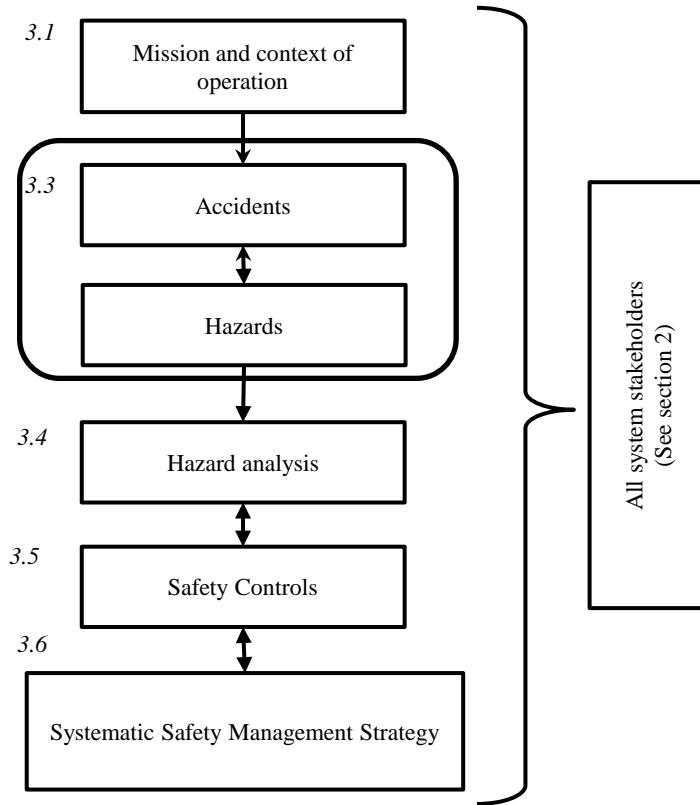 3.1
Mission and context of
operation
3.3
Accidents
Hazards
3.4
Hazard analysis
3.5
Safety Controls
3.6
Systematic Safety Management Strategy
All system stakeholders
(See section 2)